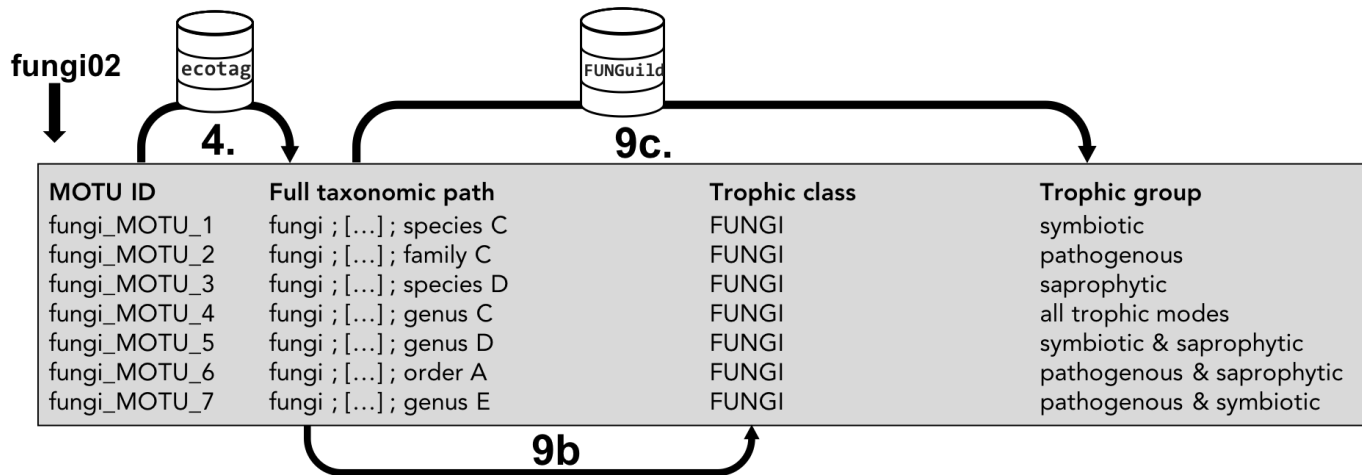 fungi02
ecotag
FUNGuild
4.
9c.
MOTU ID Full taxonomic path Trophic class Trophic group
fungi_MOTU_1 fungi ; [...] ; species C FUNGI symbiotic
fungi_MOTU_2 fungi ; [...] ; family C FUNGI pathogenous
fungi_MOTU_3 fungi ; [...] ; species D FUNGI saprophytic
fungi_MOTU_4 fungi ; [...] ; genus C FUNGI all trophic modes
fungi_MOTU_5 fungi ; [...] ; genus D FUNGI symbiotic & saprophytic
fungi_MOTU_6 fungi ; [...] ; order A FUNGI pathogenous & saprophytic
fungi_MOTU_7 fungi ; [...] ; genus E FUNGI pathogenous & symbiotic
9b